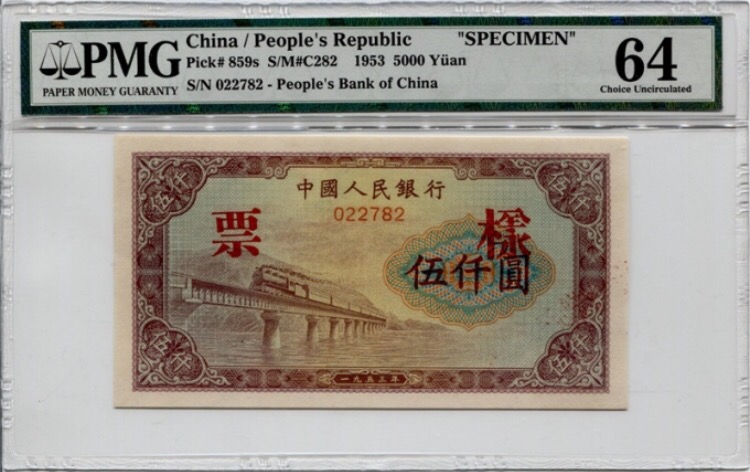 China / People's Republic "SPECIMEN"
PMG Pick# 859s S/M#C282 1953 5000 Yüan 64
PAPER MONEY GUARANTY S/N 022782 - People's Bank of China Choice Uncirculated
伍仟 伍仟
中國人民銀行
022782
票 樣
伍仟圓
伍仟 伍仟
一九五三年